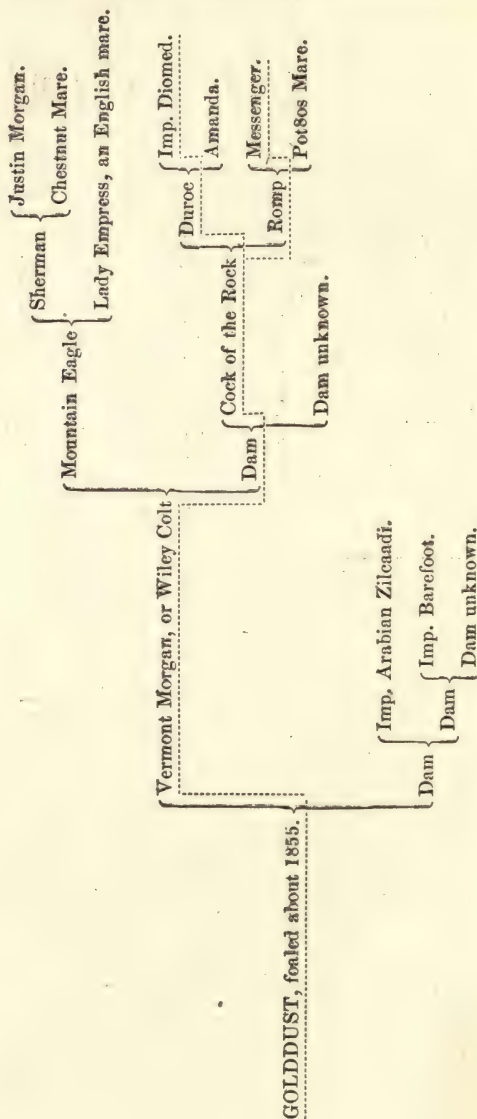 GOLDDUST, foaled about 1855.
Vermont Morgan, or Wiley Colt
Mountain Eagle
Sherman
Justin Morgan.
Chestnut Mare.
Lady Empress, an English mare.
Dam
Cock of the Rock
Duroc
Imp. Diomed.
Amanda.
Romp
Messenger.
Pot8os Mare.
Dam unknown.
Dam
Imp. Arabian Zilcaadi.
Dam
Imp. Barefoot.
Dam unknown.